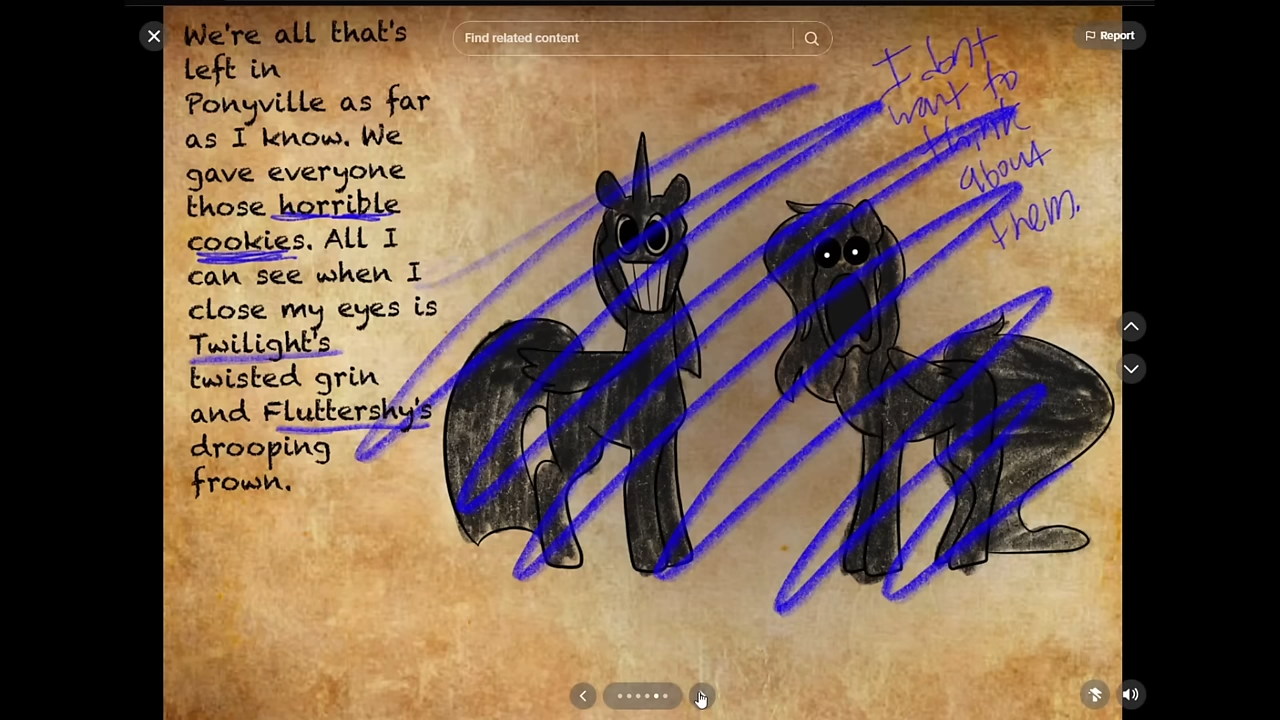 Find related content
Report
We're all that's
left in
Ponyville as far
as I know. We
gave everyone
those horrible
cookies. All I
can see when I
close my eyes is
Twilight's
twisted grin
and Fluttershy's
drooping
frown.
I dont
want to
think
about
them.